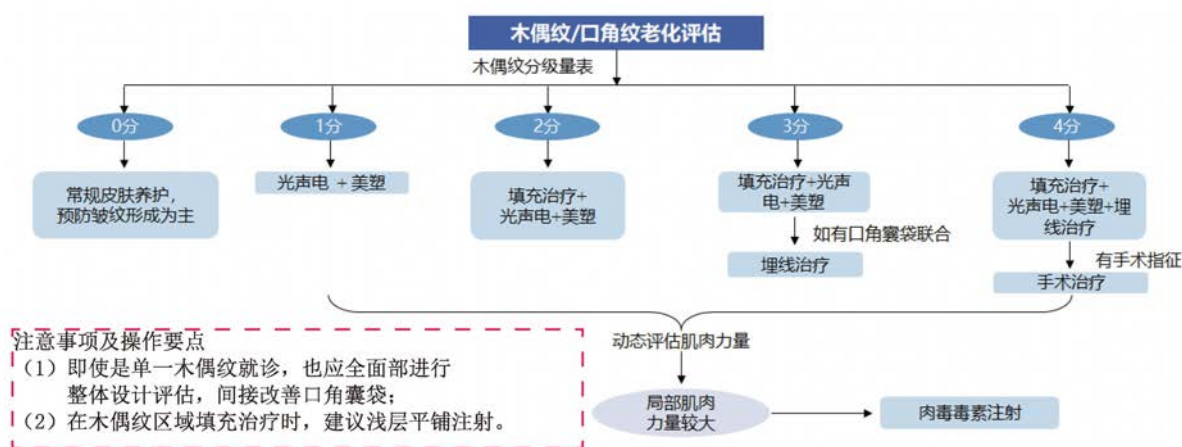 木偶纹/口角纹老化评估
木偶纹分级量表
0分
1分
2分
3分
4分
常规皮肤养护，
预防皱纹形成为主
光声电 +美塑
填充治疗+
光声电+美塑
填充治疗+光声
电+美塑
填充治疗+
光声电+美塑+埋
线治疗
如有口角囊袋联合
埋线治疗
有手术指征
手术治疗
动态评估肌肉力量
局部肌肉
力量较大
肉毒毒素注射
注意事项及操作要点
（1）即使是单一木偶纹就诊，也应全面部进行
整体设计评估，间接改善口角囊袋；
（2）在木偶纹区域填充治疗时，建议浅层平铺注射。